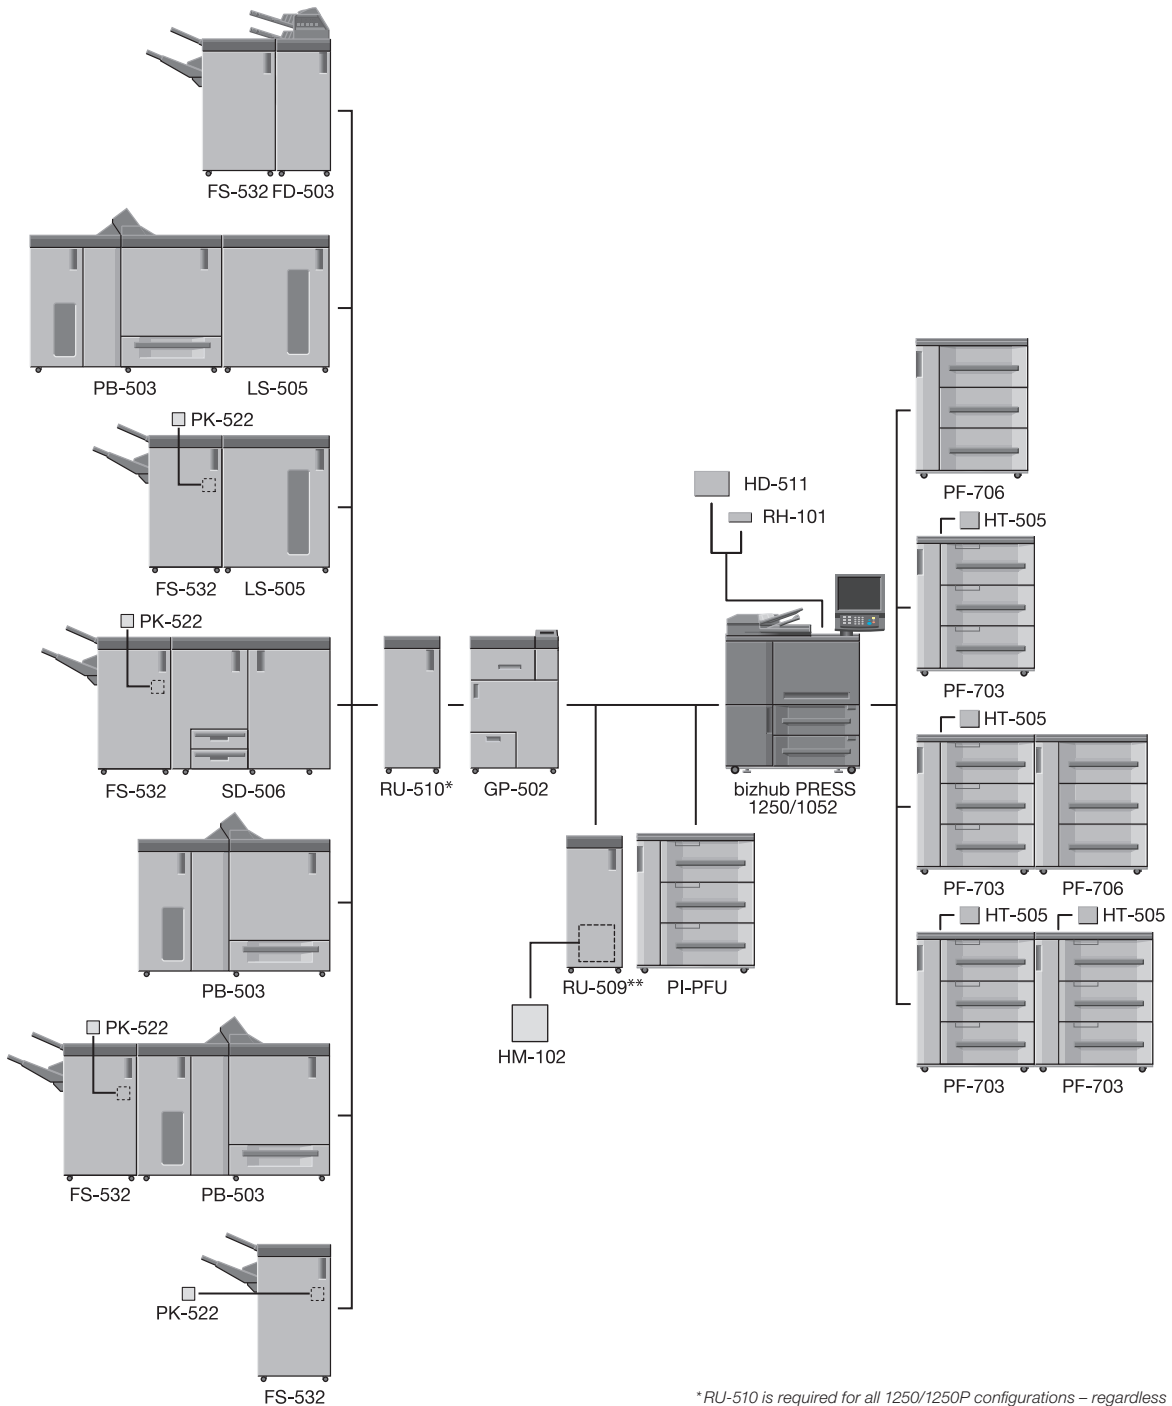 FS-532 FD-503
PB-503 LS-505
PK-522
FS-532 LS-505
PK-522
FS-532 SD-506
PB-503
PK-522
FS-532 PB-503
PK-522
FS-532
RU-510* GP-502
HD-511
RH-101
bizhub PRESS
1250/1052
RU-509** PI-PFU
HM-102
PF-706
HT-505
PF-703
HT-505
PF-703 PF-706
HT-505 HT-505
PF-703 PF-703
*RU-510 is required for all 1250/1250P configurations – regardless